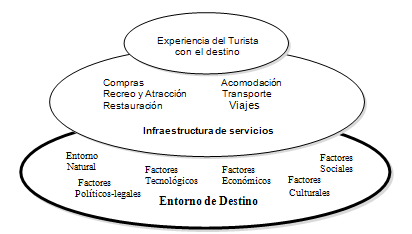 Experiencia del Turista
con el destino
Compras Acomodación
Recreo y Atracción Transporte
Restauración Viajes
Infraestructura de servicios
Entorno
Natural
Factores
Políticos-legales
Factores
Tecnológicos
Factores
Económicos
Factores
Culturales
Factores
Sociales
Entorno de Destino